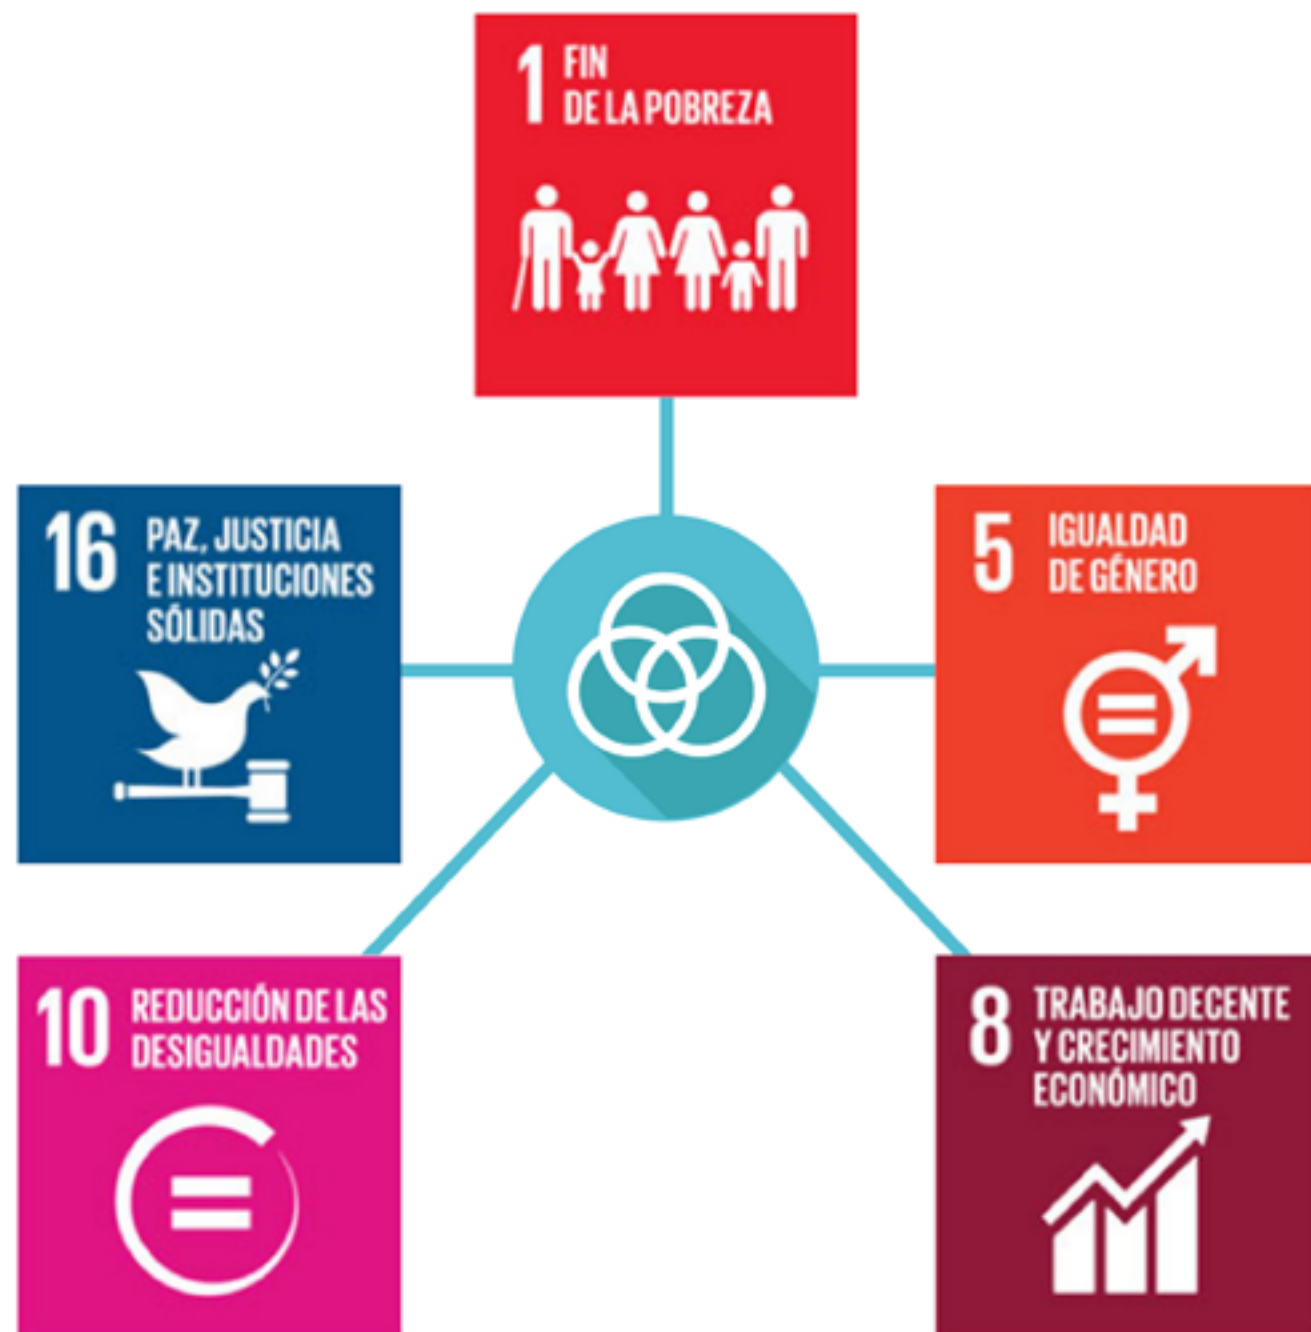 1 FIN
DE LA POBREZA
16 PAZ, JUSTICIA
E INSTITUCIONES
SÓLIDAS
5 IGUALDAD
DE GÉNERO
10 REDUCCIÓN DE LAS
DESIGUALDADES
8 TRABAJO DECENTE
Y CRECIMIENTO
ECONÓMICO